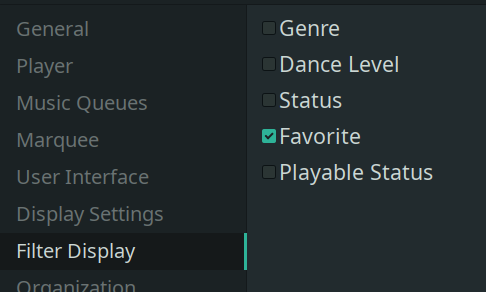 General
Player
Music Queues
Marquee
User Interface
Display Settings
Filter Display
Organization
Genre
Dance Level
Status
Favorite
Playable Status